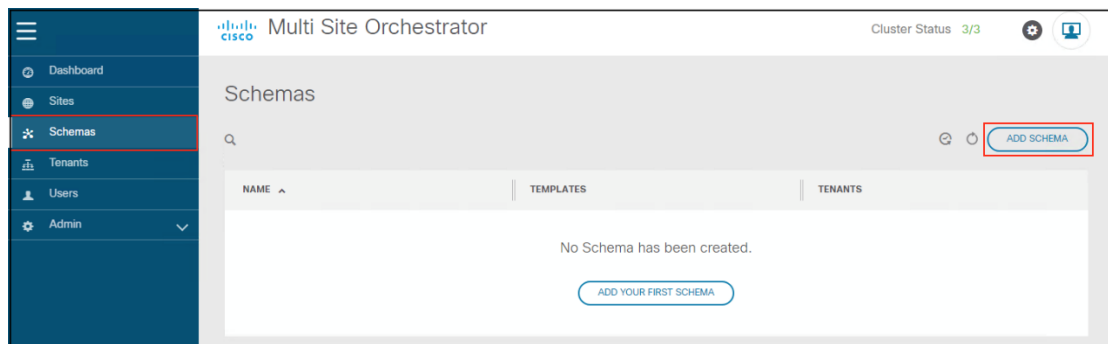 CISCO Multi Site Orchestrator Cluster Status 3/3
Dashboard
Sites
Schemas
Tenants
Users
Admin
Schemas
ADD SCHEMA
NAME TEMPLATES TENANTS
No Schema has been created.
ADD YOUR FIRST SCHEMA